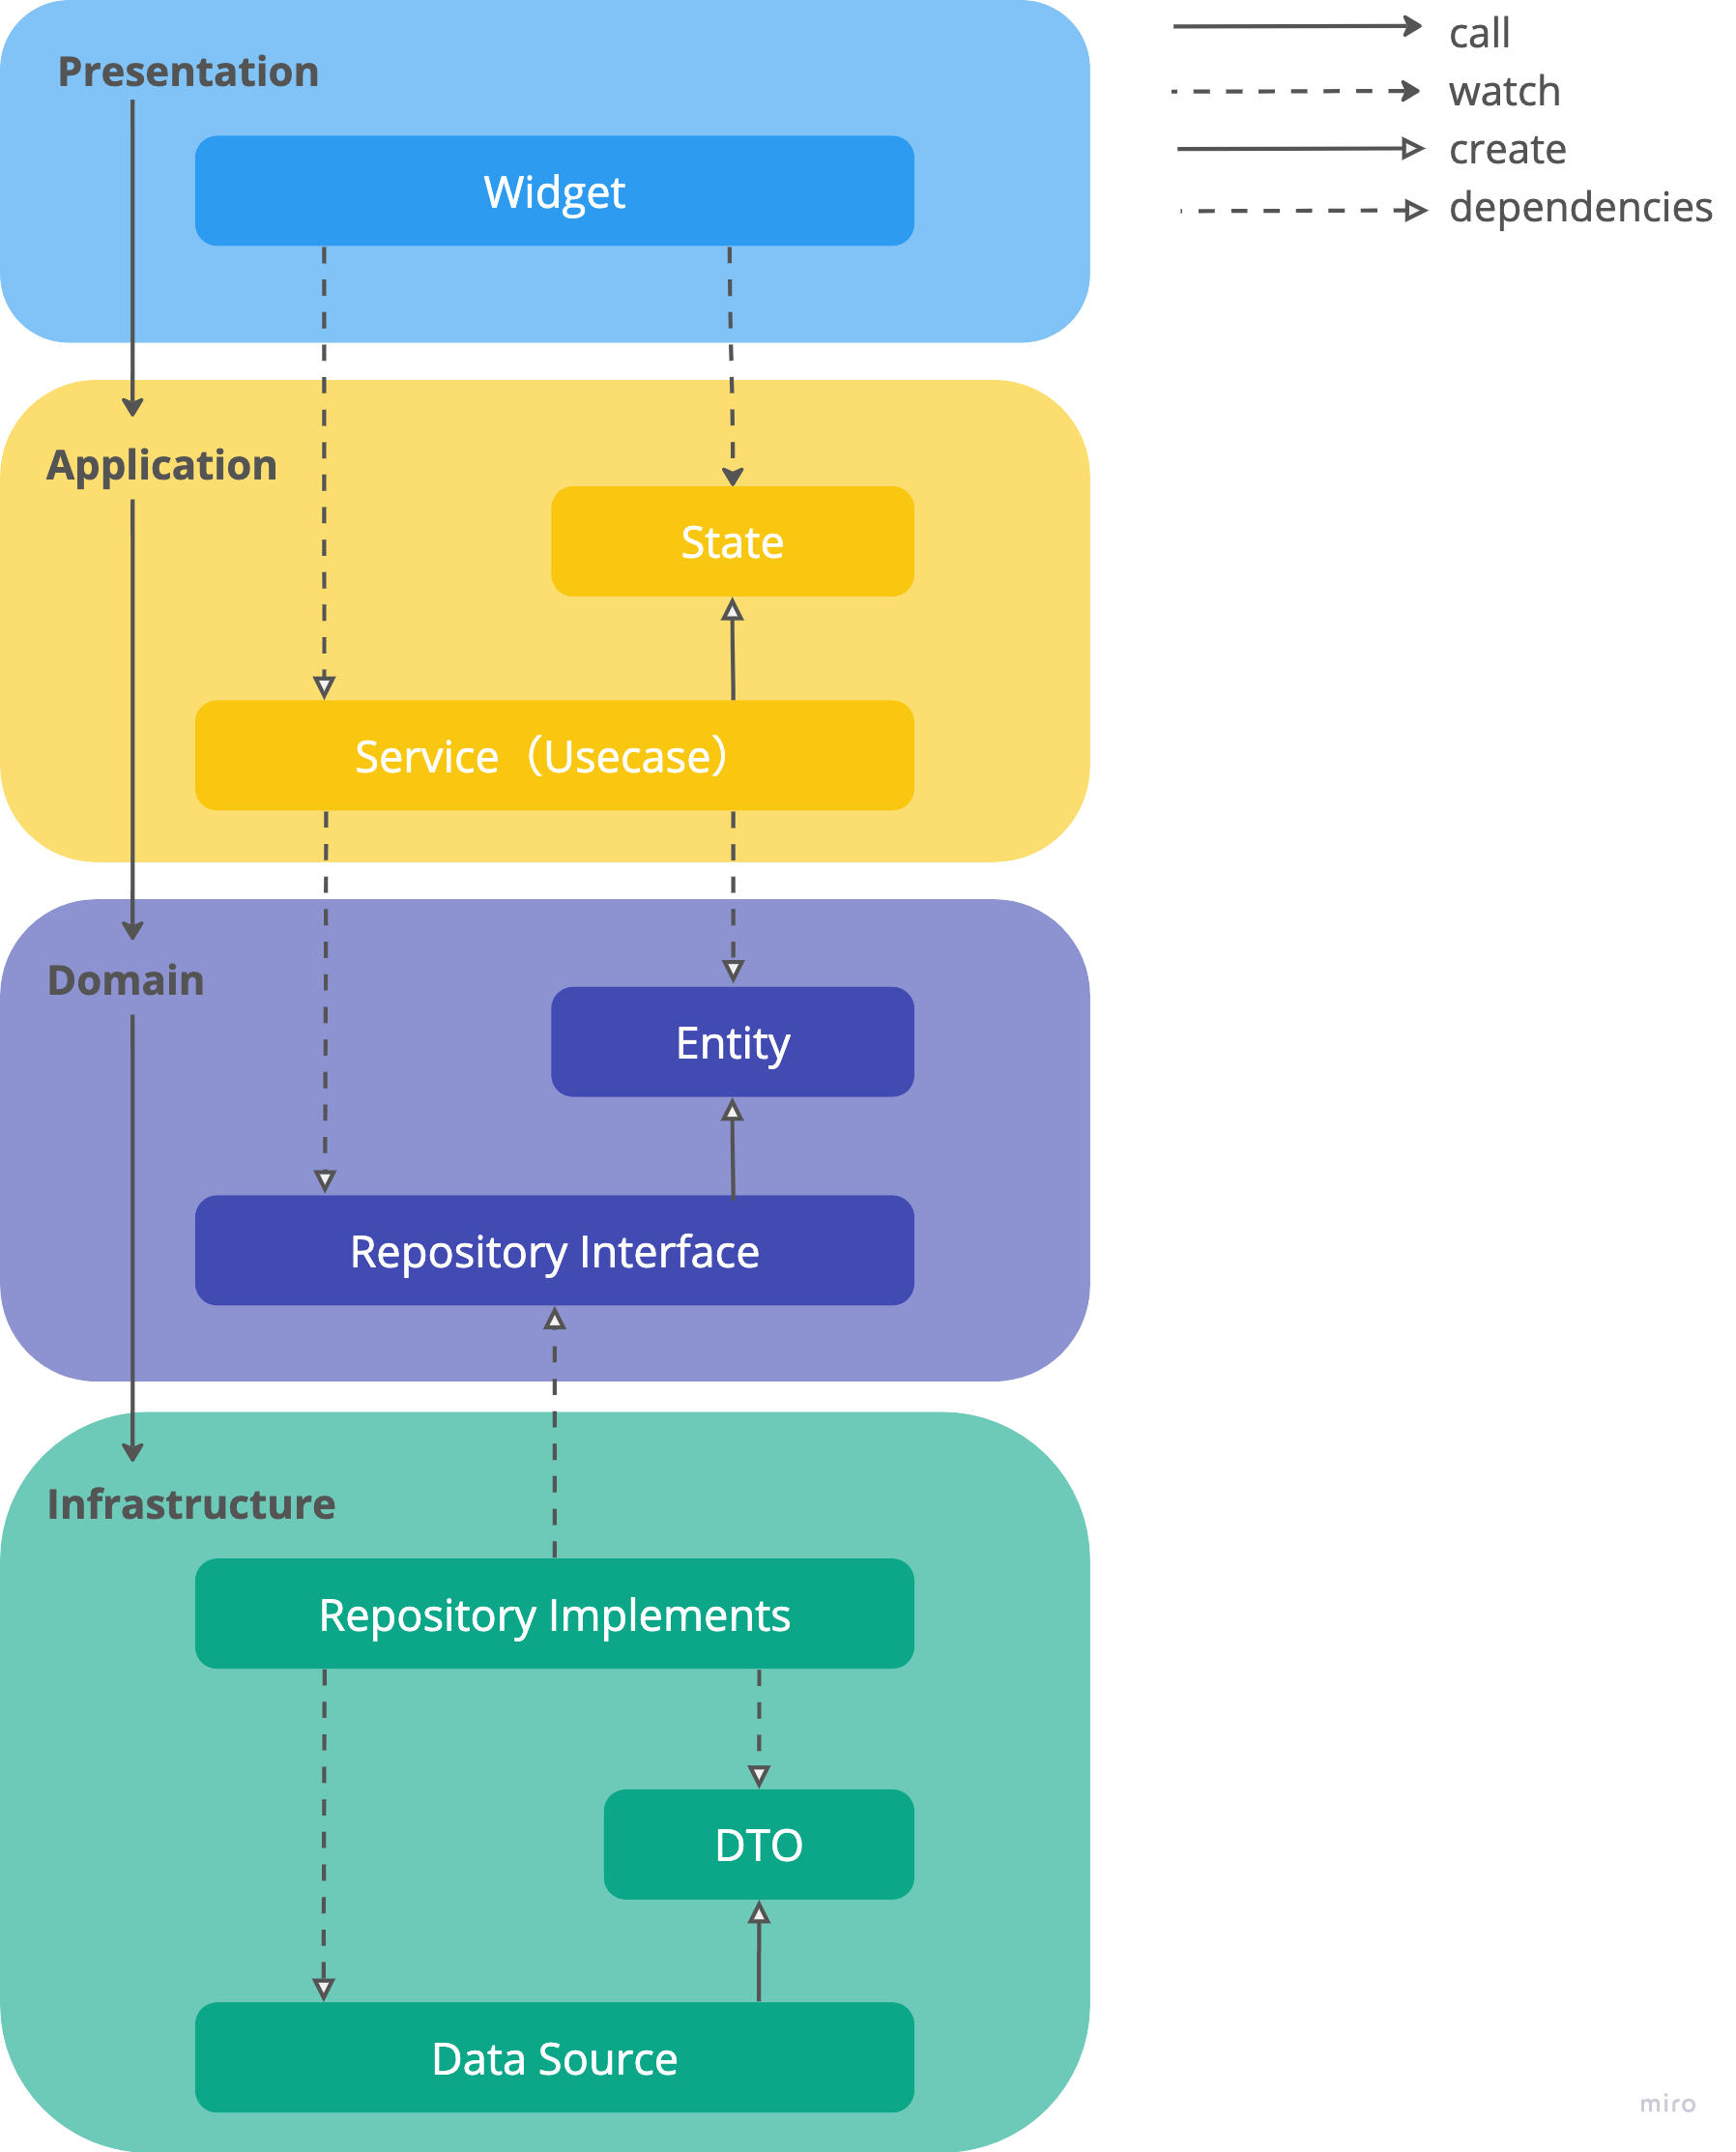 Presentation
Widget
Application
State
Service（Usecase）
Domain
Entity
Repository Interface
Infrastructure
Repository Implements
DTO
Data Source
call
watch
create
dependencies
miro